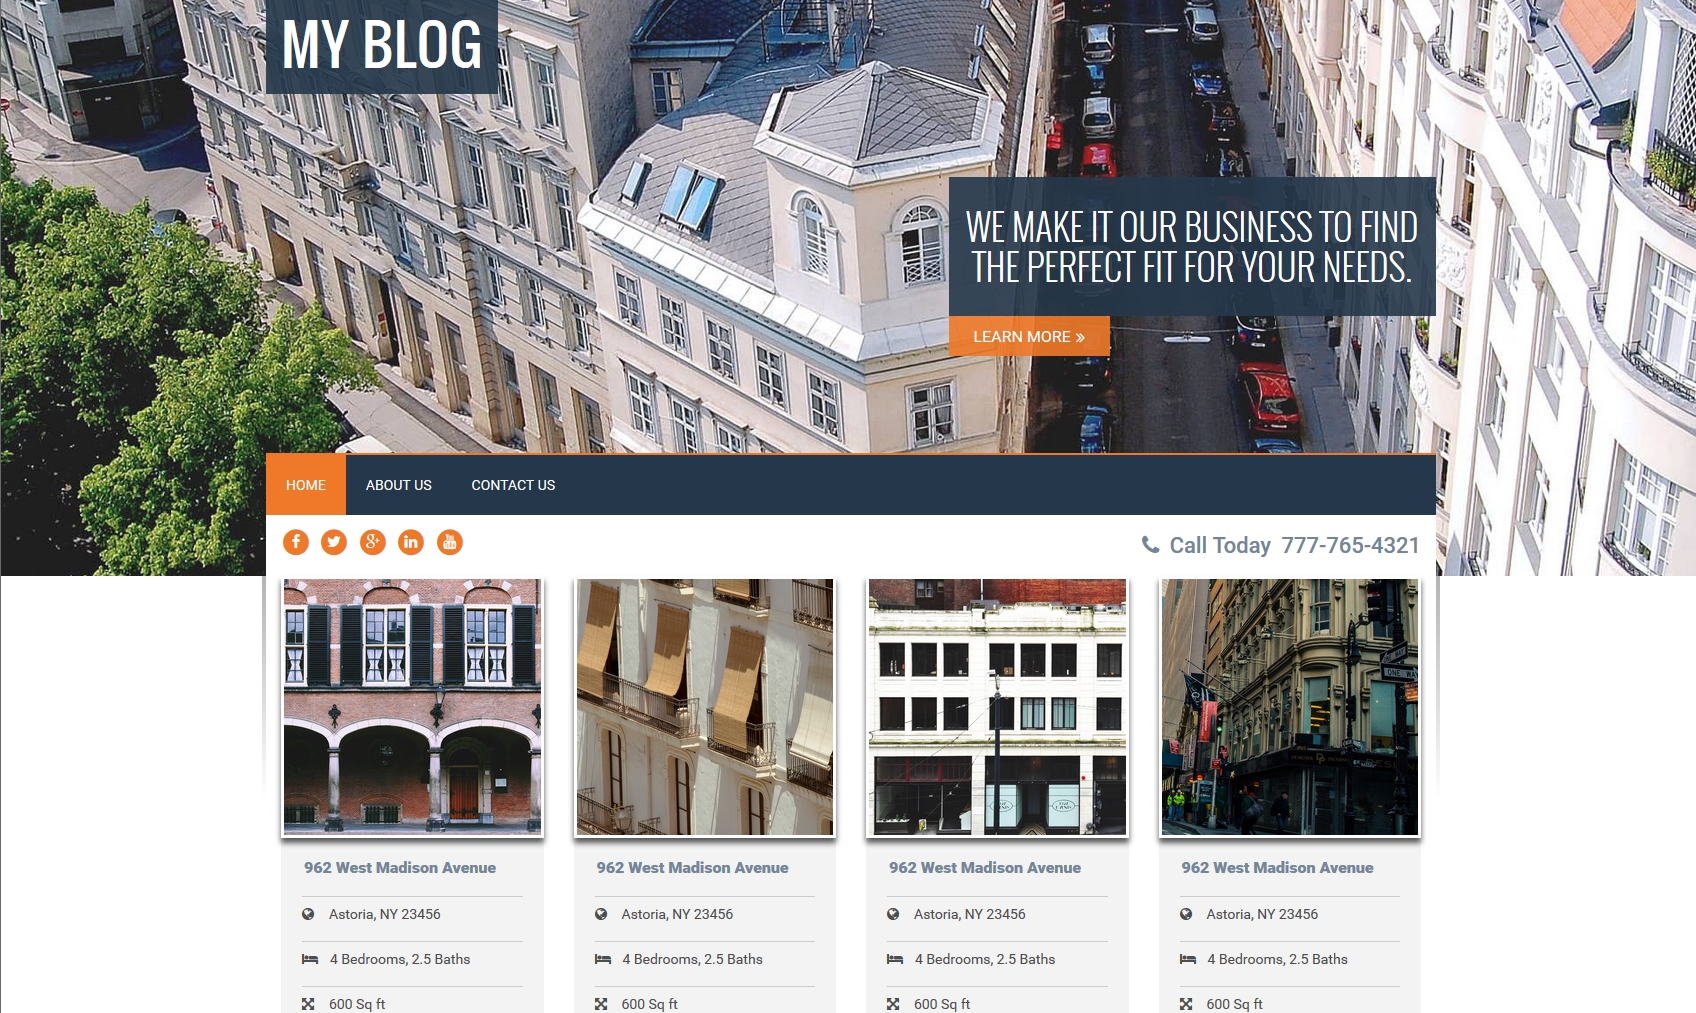 MY BLOG
WE MAKE IT OUR BUSINESS TO FIND
THE PERFECT FIT FOR YOUR NEEDS.
LEARN MORE »
HOME ABOUT US CONTACT US
Call Today 777-765-4321
ONE WAY
962 West Madison Avenue
Astoria, NY 23456
4 Bedrooms, 2.5 Baths
600 Sq ft
962 West Madison Avenue
Astoria, NY 23456
4 Bedrooms, 2.5 Baths
600 Sq ft
962 West Madison Avenue
Astoria, NY 23456
4 Bedrooms, 2.5 Baths
600 Sq ft
962 West Madison Avenue
Astoria, NY 23456
4 Bedrooms, 2.5 Baths
600 Sq ft